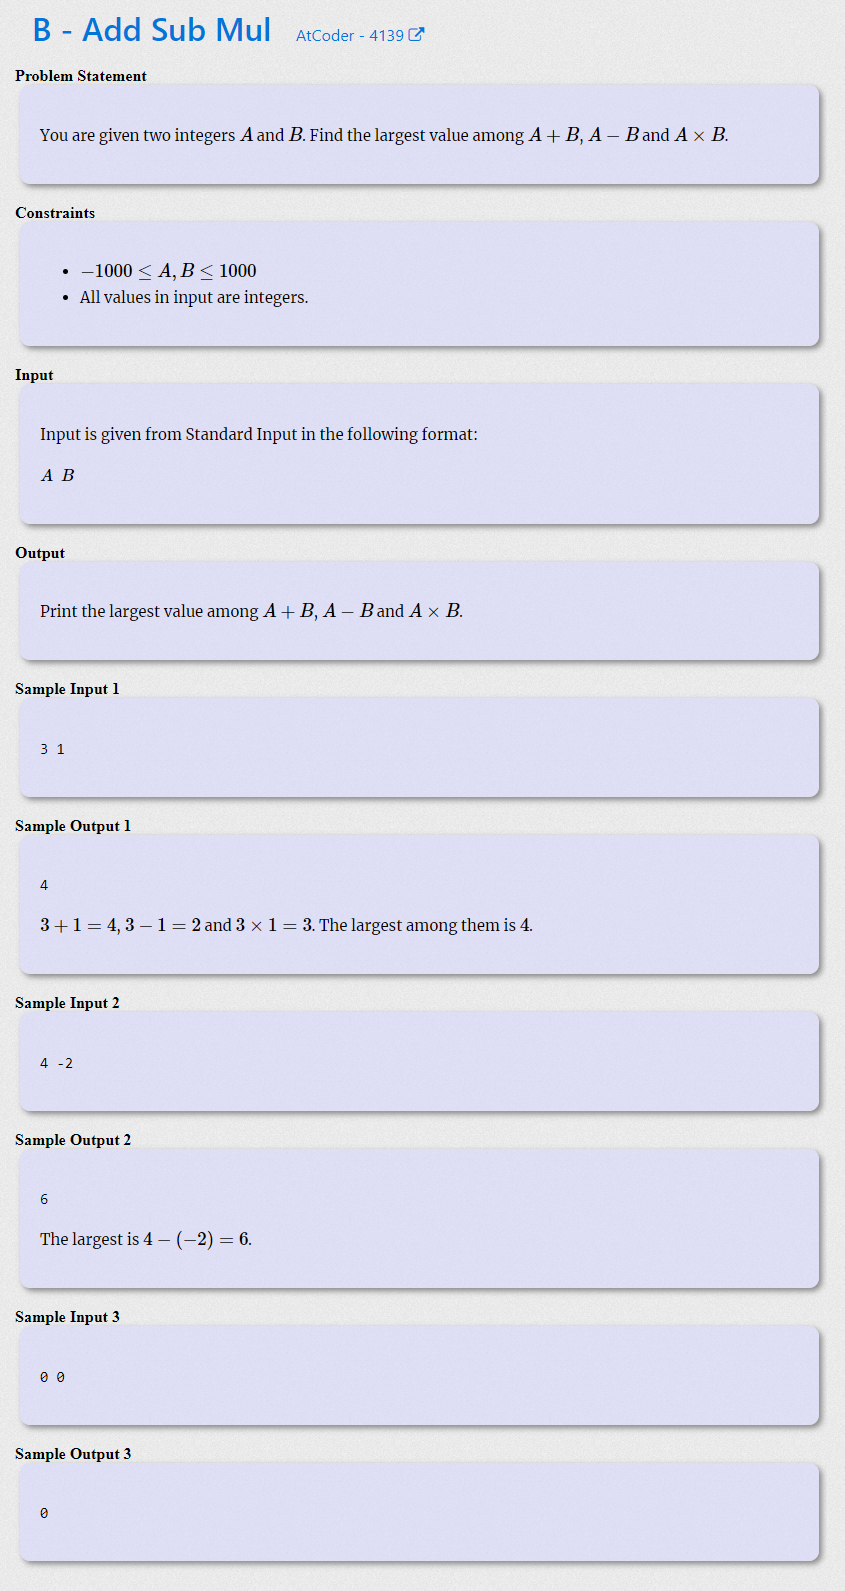 B - Add Sub Mul AtCoder - 4139
Problem Statement
You are given two integers A and B. Find the largest value among A + B, A − B and A × B.
Constraints
• −1000 ≤ A, B ≤ 1000
• All values in input are integers.
Input
Input is given from Standard Input in the following format:
A B
Output
Print the largest value among A + B, A − B and A × B.
Sample Input 1
3 1
Sample Output 1
4
3 + 1 = 4, 3 − 1 = 2 and 3 × 1 = 3. The largest among them is 4.
Sample Input 2
4 -2
Sample Output 2
6
The largest is 4 − (−2) = 6.
Sample Input 3
0 0
Sample Output 3
0